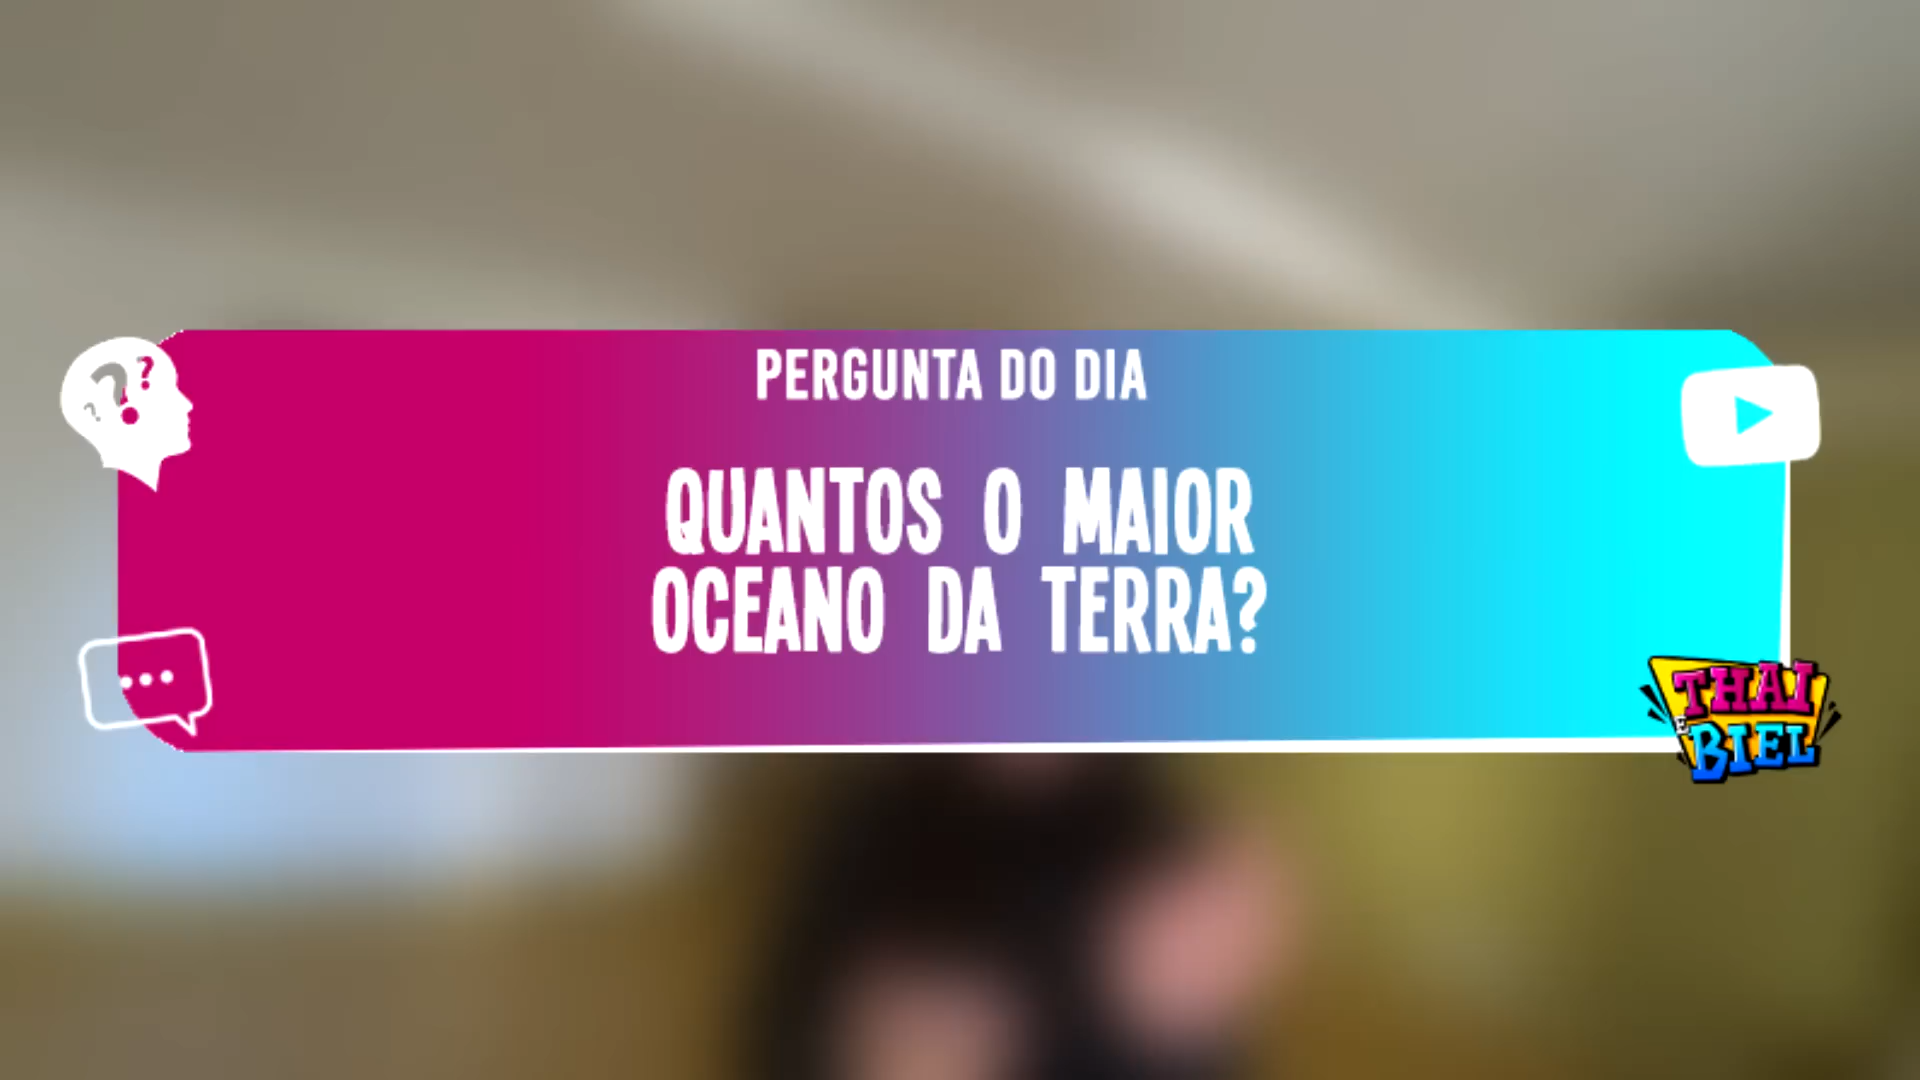 PERGUNTA DO DIA
QUANTOS O MAIOR
OCEANO DA TERRA?
THAI
E
BIEL